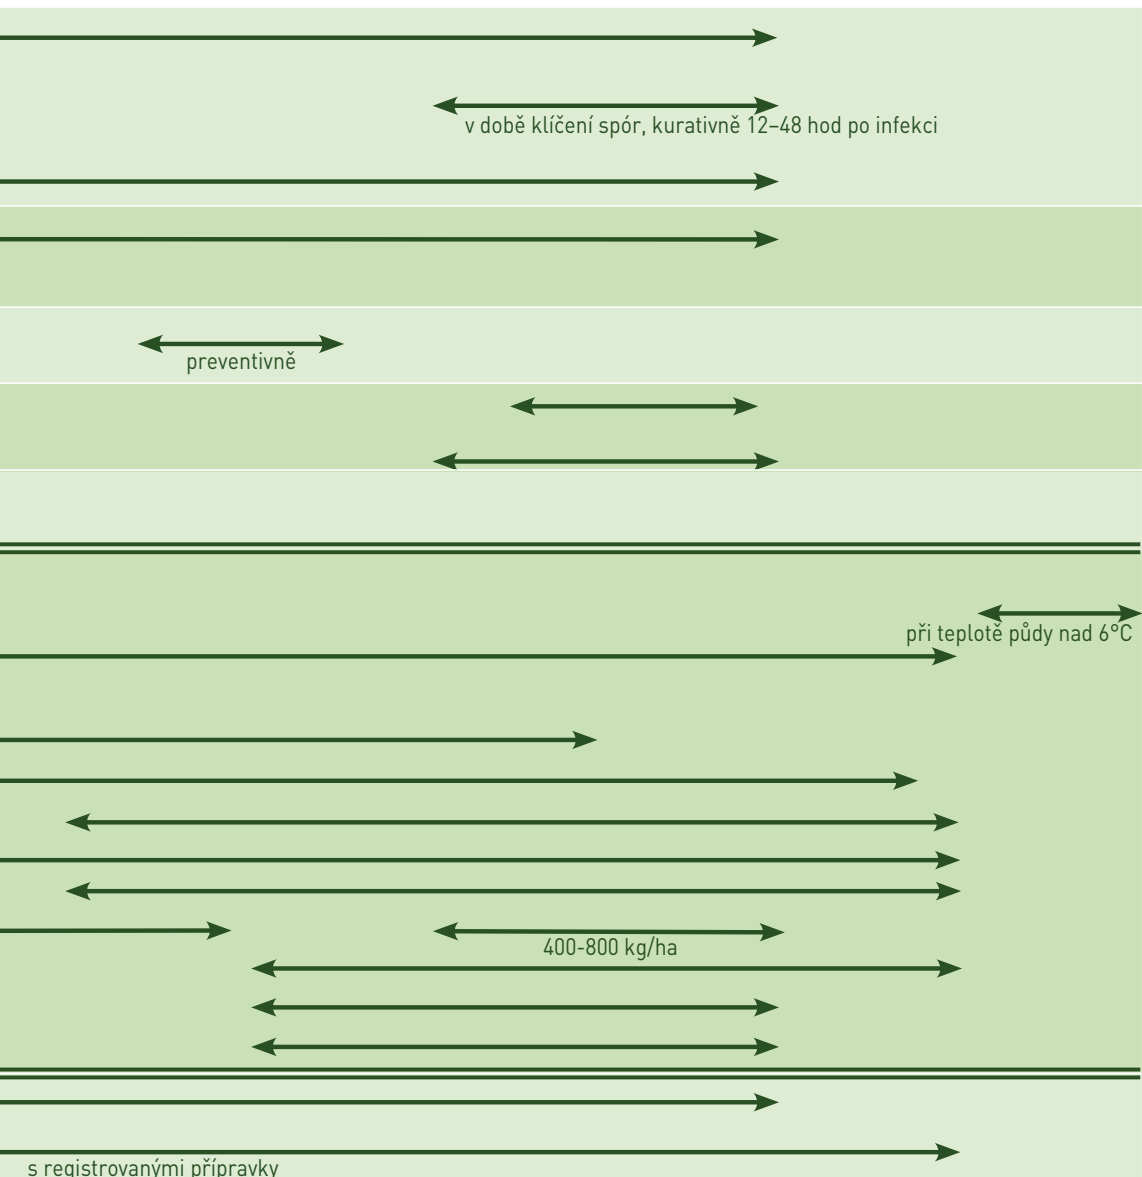 v době klíčení spór, kurativně 12–48 hod po infekci
preventivně
při teplotě půdy nad 6°C
400-800 kg/ha
s registrovanými přípravky